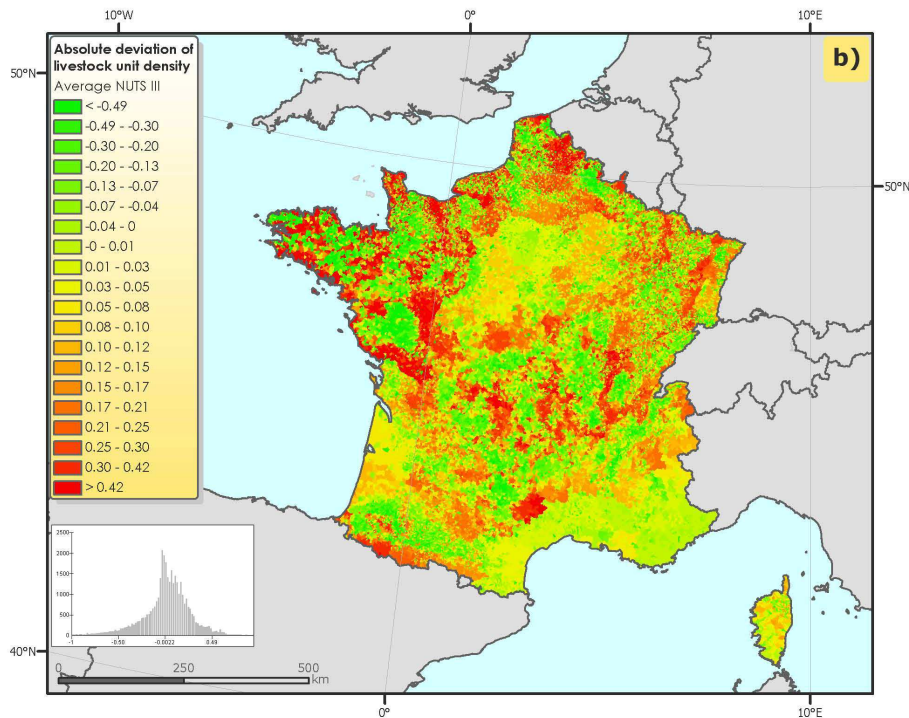 10°W
0°
10°E
Absolute deviation of
livestock unit density
Average NUTS III
< -0.49
-0.49 - -0.30
-0.30 - -0.20
-0.20 - -0.13
-0.13 - -0.07
-0.07 - -0.04
-0.04 - 0
-0 - 0.01
0.01 - 0.03
0.03 - 0.05
0.05 - 0.08
0.08 - 0.10
0.10 - 0.12
0.12 - 0.15
0.15 - 0.17
0.17 - 0.21
0.21 - 0.25
0.25 - 0.30
0.30 - 0.42
> 0.42
b)
50°N
50°N
2500
2000
1500
1000
500
0
-1
-0.50
-0.0022
0.49
40°N
0
250
500
km
0°
10°E